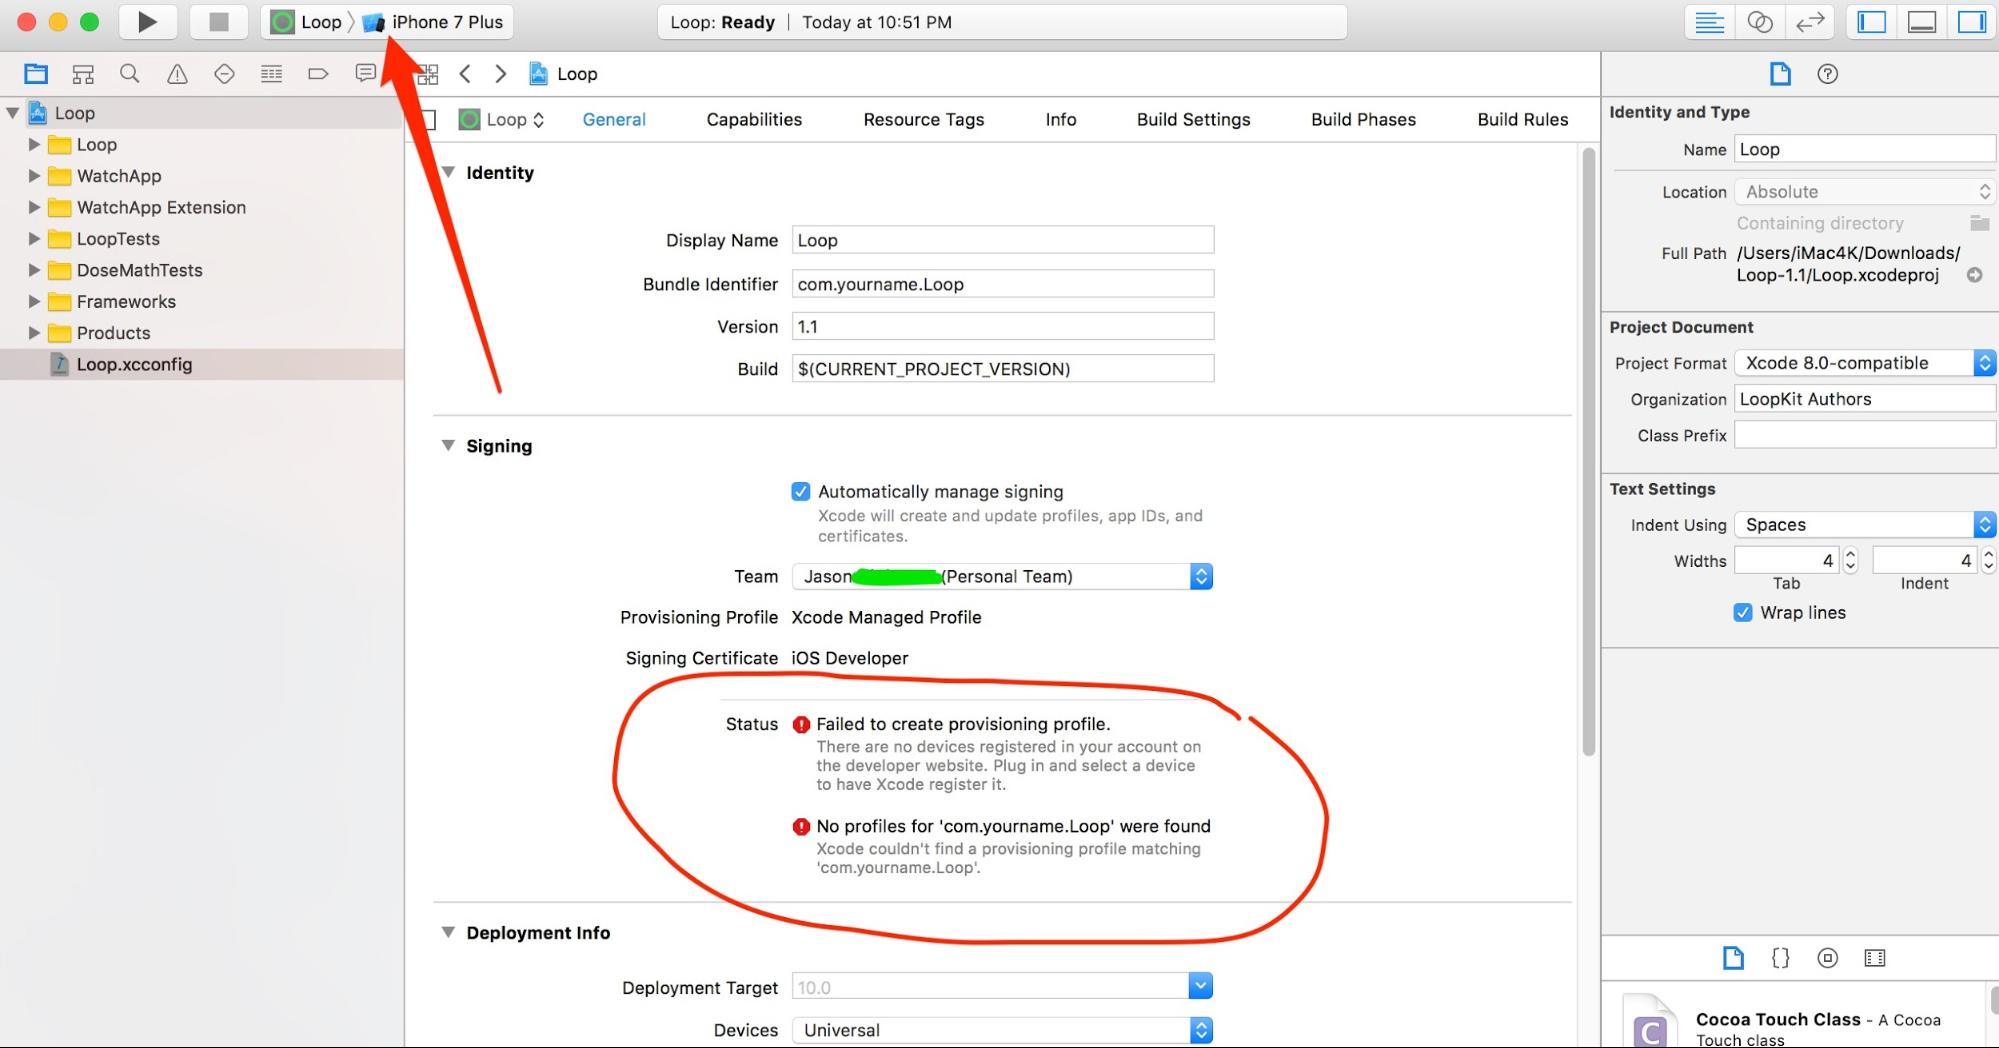 Loop iPhone 7 Plus
Loop: Ready Today at 10:51 PM
Loop
Loop
Loop
WatchApp
WatchApp Extension
LoopTests
DoseMathTests
Frameworks
Products
Loop.xcconfig
Loop General Capabilities Resource Tags Info Build Settings Build Phases Build Rules
Identity
Display Name Loop
Bundle Identifier com.yourname.Loop
Version 1.1
Build $(CURRENT_PROJECT_VERSION)
Signing
Automatically manage signing
Xcode will create and update profiles, app IDs, and
certificates.
Team Jason (Personal Team)
Provisioning Profile Xcode Managed Profile
Signing Certificate iOS Developer
Status Failed to create provisioning profile.
There are no devices registered in your account on
the developer website. Plug in and select a device
to have Xcode register it.
No profiles for 'com.yourname.Loop' were found
Xcode couldn't find a provisioning profile matching
'com.yourname.Loop'.
Deployment Info
Deployment Target 10.0
Devices Universal
Identity and Type
Name Loop
Location Absolute
Containing directory
Full Path /Users/iMac4K/Downloads/
Loop-1.1/Loop.xcodeproj
Project Document
Project Format Xcode 8.0-compatible
Organization LoopKit Authors
Class Prefix
Text Settings
Indent Using Spaces
Widths 4 4
Tab Indent
Wrap lines
C
Cocoa Touch Class - A Cocoa
Touch class